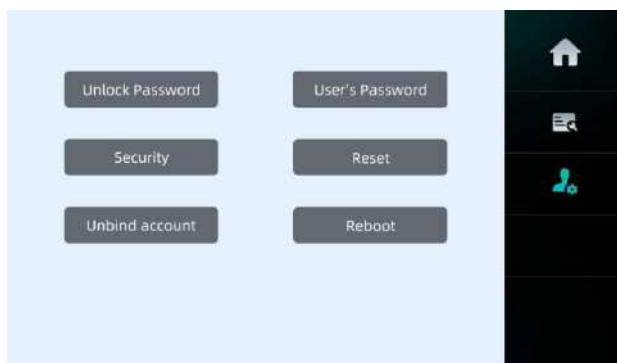 Unlock Password
User's Password
Security
Reset
Unbind account
Reboot